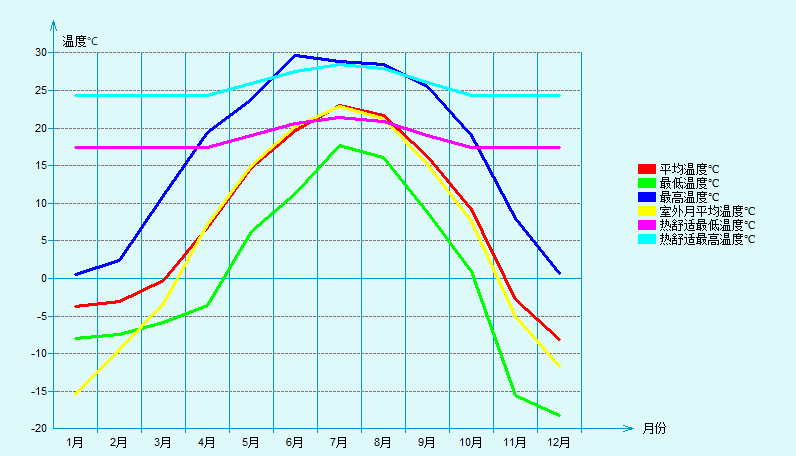 温度℃
30
25
20
15
10
5
0
-5
-10
-15
-20
1月 2月 3月 4月 5月 6月 7月 8月 9月 10月 11月 12月
月份
平均温度℃
最低温度℃
最高温度℃
室外月平均温度℃
热舒适最低温度℃
热舒适最高温度℃